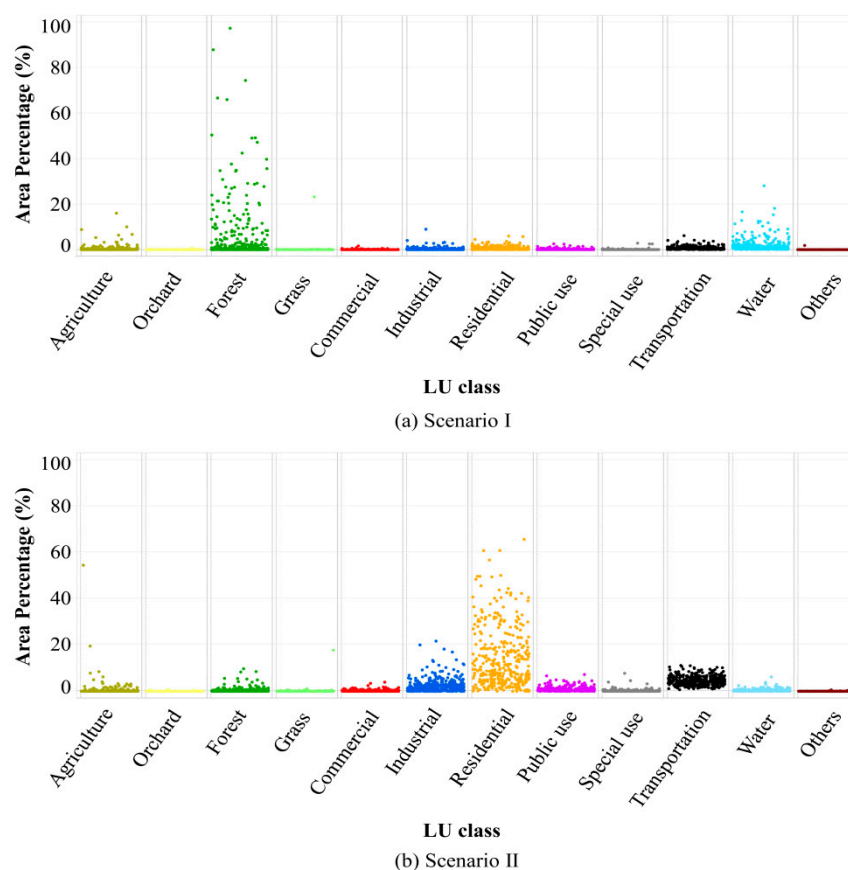 100
80
60
40
20
0
Area Percentage (%)
Agriculture
Orchard
Forest
Grass
Commercial
Industrial
Residential
Public use
Special use
Transportation
Water
Others
LU class
(a) Scenario I
100
80
60
40
20
0
Area Percentage (%)
Agriculture
Orchard
Forest
Grass
Commercial
Industrial
Residential
Public use
Special use
Transportation
Water
Others
LU class
(b) Scenario II